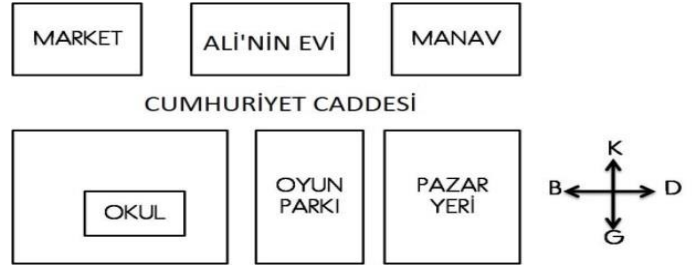 MARKET
ALİ'NİN EVİ
MANAV
CUMHURİYET CADDESİ
OKUL
OYUN
PARKI
PAZAR
YERİ
K
B
D
G